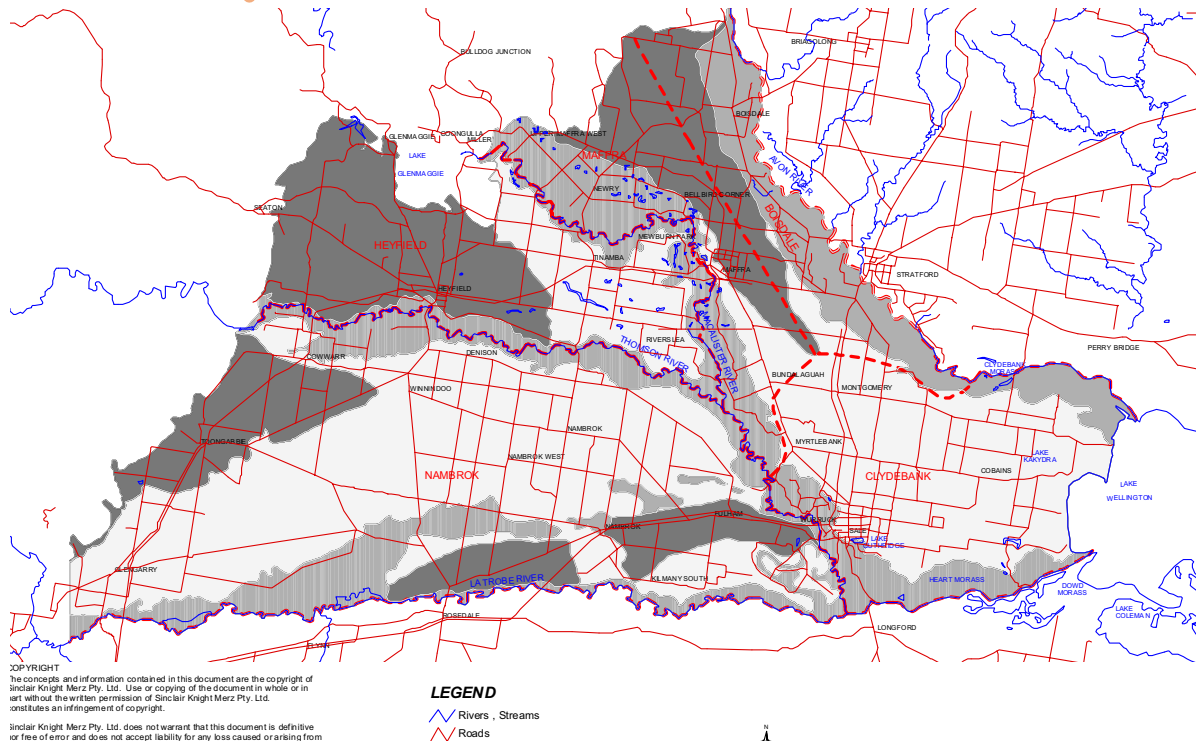 BULLDOG JUNCTION
BRIAGOLONG
BOISDALE
GLENMAGGIE
COONGULLA
MILLER
UPPER MAFFRA WEST
MAFFRA
LAKE
GLENMAGGIE
AVON RIVER
NEWRY
BELLBIRD CORNER
SEATON
BOISDALE
HEYFIELD
MEWBURN PARK
TINAMBA
MAFFRA
STRATFORD
HEYFIELD
MACALISTER RIVER
THOMSON RIVER
RIVERSLEA
PERRY BRIDGE
COWWARR
DENISON
CLYDEBANK
MORASS
BUNDALAGUAH
WINNINDOO
MONTGOMERY
NAMBROK
TOONGABBIE
MYRTLEBANK
NAMBROK WEST
LAKE
KAKYDRA
NAMBROK
CLYDEBANK
COBAINS
LAKE
WELLINGTON
FULHAM
WURRUCK
NAMBROK
SALE
LAKE
GUTHRIDGE
GLENGARRY
LA TROBE RIVER
KILMANY SOUTH
HEART MORASS
DOWD
MORASS
LAKE
COLEMAN
ROSEDALE
LONGFORD
FLYNN
COPYRIGHT
The concepts and information contained in this document are the copyright of
Sinclair Knight Merz Pty. Ltd. Use or copying of the document in whole or in
part without the written permission of Sinclair Knight Merz Pty. Ltd.
constitutes an infringement of copyright.
Sinclair Knight Merz Pty. Ltd. does not warrant that this document is definitive
nor free of error and does not accept liability for any loss caused or arising from
LEGEND
Rivers , Streams
Roads
N